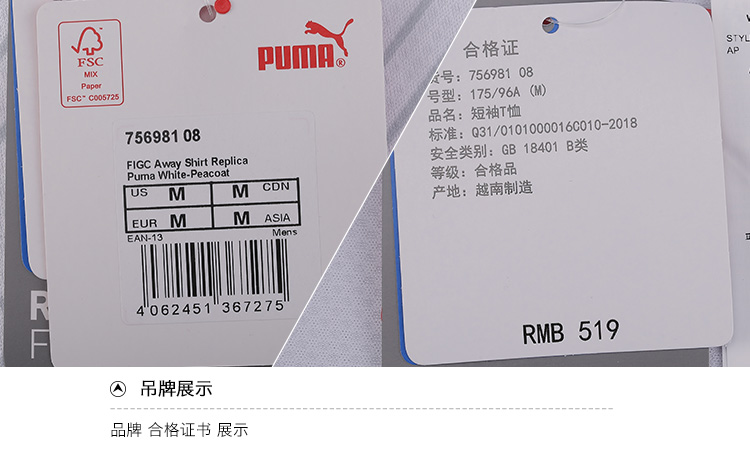 FSC
MIX
Paper
FSC™ C005725
PUMA®
756981 08
FIGC Away Shirt Replica
Puma White-Peacoat
US M M CDN
EUR M M ASIA
EAN-13 Mens
4 062451 367275
R
F
合格证
货号: 756981 08
号型: 175/96A (M)
品名: 短袖T恤
标准: Q31/0101000016C010-2018
安全类别: GB 18401 B类
等级: 合格品
产地: 越南制造
RMB 519
STYL
AP
吊牌展示
品牌 合格证书 展示